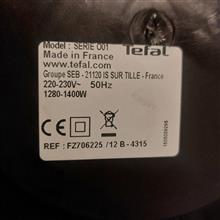 Model : SERIE O01
Tefal
Made in France
www.tefal.com
Groupe SEB - 21120 IS SUR TILLE - France
220-230V~ 50Hz
1280-1400W
REF : FZ706225 /12 B - 4315